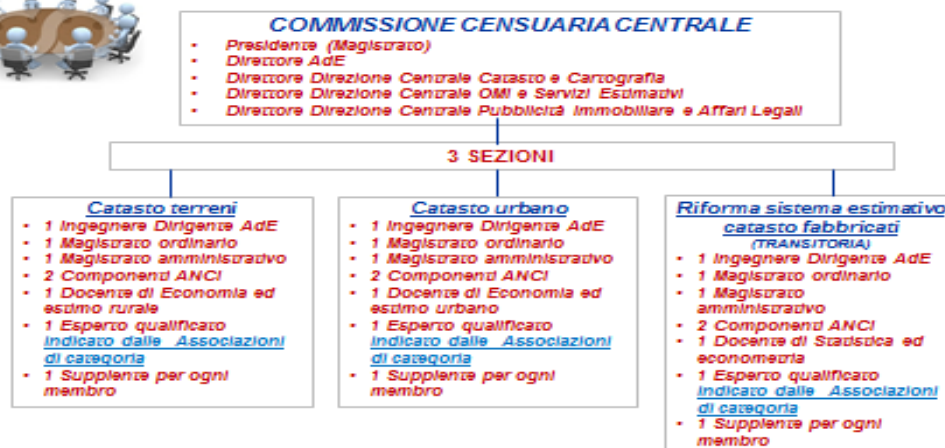 COMMISSIONE CENSUARIA CENTRALE
• Presidente (Magistrato)
• Direttore AdE
• Direttore Direzione Centrale Catasto e Cartografia
• Direttore Direzione Centrale OMI e Servizi Estimativi
• Direttore Direzione Centrale Pubblicità Immobiliare e Affari Legali
3 SEZIONI
Catasto terreni
• 1 Ingegnere Dirigente AdE
• 1 Magistrato ordinario
• 1 Magistrato amministrativo
• 2 Componenti ANCI
• 1 Docente di Economia ed
estimo rurale
• 1 Esperto qualificato
indicato dalle Associazioni
di categoria
• 1 Supplente per ogni
membro
Catasto urbano
• 1 Ingegnere Dirigente AdE
• 1 Magistrato ordinario
• 1 Magistrato amministrativo
• 2 Componenti ANCI
• 1 Docente di Economia ed
estimo urbano
• 1 Esperto qualificato
indicato dalle Associazioni
di categoria
• 1 Supplente per ogni
membro
Riforma sistema estimativo
catasto fabbricati
(TRANSITORIA)
• 1 Ingegnere Dirigente AdE
• 1 Magistrato ordinario
• 1 Magistrato
amministrativo
• 2 Componenti ANCI
• 1 Docente di Statistica ed
econometria
• 1 Esperto qualificato
indicato dalle Associazioni
di categoria
• 1 Supplente per ogni
membro